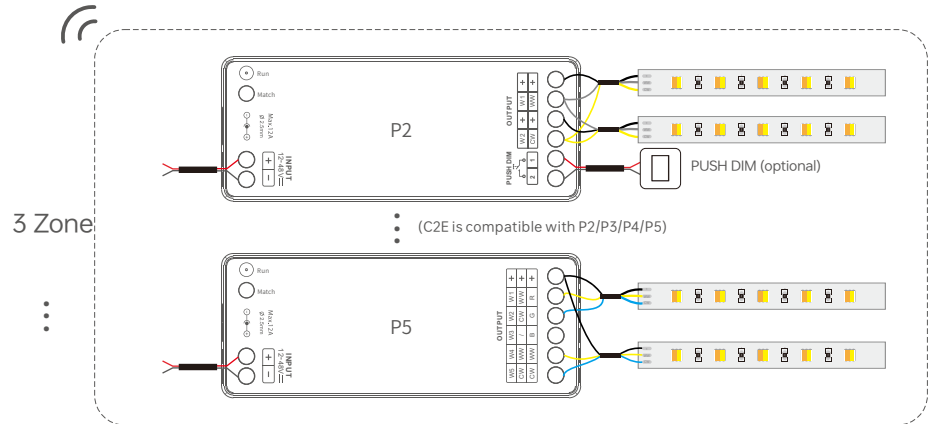 Run
Match
Max.12A
Ø 2.5mm
INPUT
12~48V
+
−
P2
OUTPUT
+ +
W1 WW
+ +
W2 CW
PUSH DIM
1
2
PUSH DIM (optional)
3 Zone
(C2E is compatible with P2/P3/P4/P5)
Run
Match
Max.12A
Ø 2.5mm
INPUT
12~48V
+
−
P5
OUTPUT
+ + +
W1 WW R
W2 CW G
W3 / B
W4 WW WW
W5 CW CW